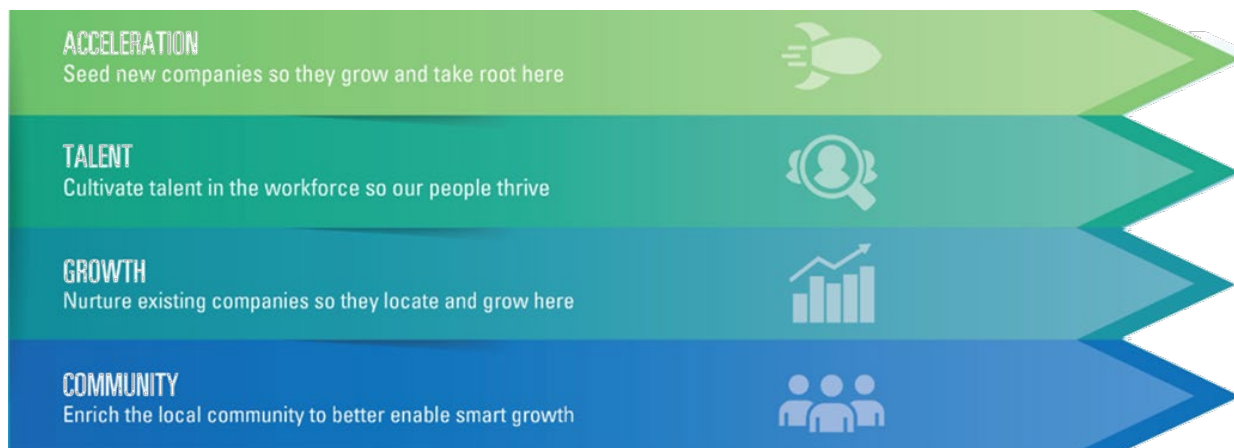 ACCELERATION
Seed new companies so they grow and take root here
TALENT
Cultivate talent in the workforce so our people thrive
GROWTH
Nurture existing companies so they locate and grow here
COMMUNITY
Enrich the local community to better enable smart growth